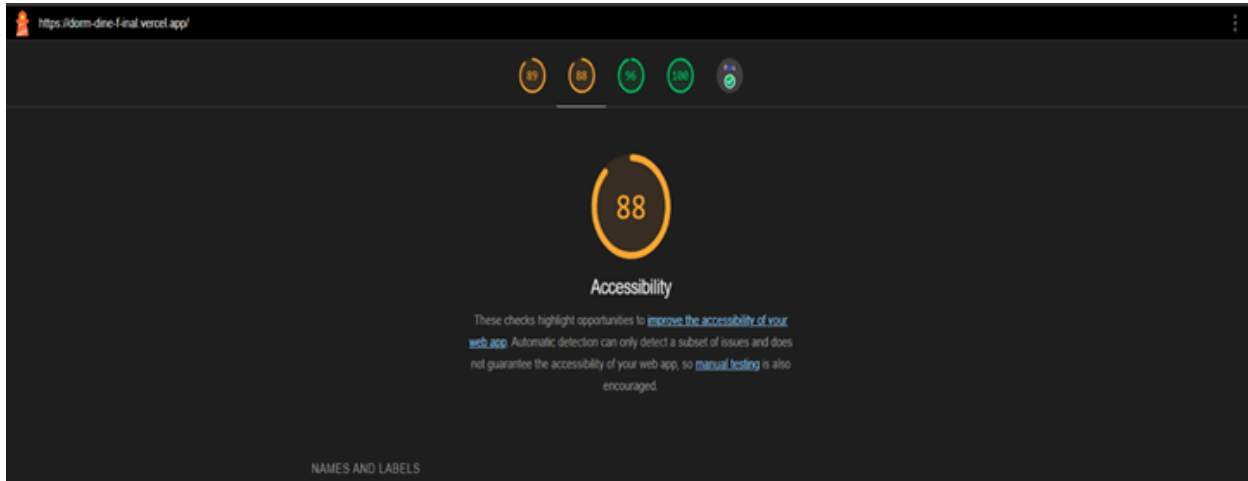 https://dorm-dine-f-inal.vercel.app/
89 88 96 100
88
Accessibility
These checks highlight opportunities to improve the accessibility of your
web app. Automatic detection can only detect a subset of issues and does
not guarantee the accessibility of your web app, so manual testing is also
encouraged.
NAMES AND LABELS